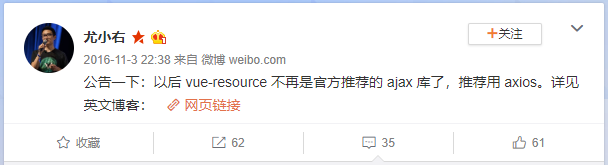 尤小右
+关注
2016-11-3 22:38 来自 微博 weibo.com
公告一下：以后 vue-resource 不再是官方推荐的 ajax 库了，推荐用 axios。详见
英文博客： 网页链接
收藏 62 35 61